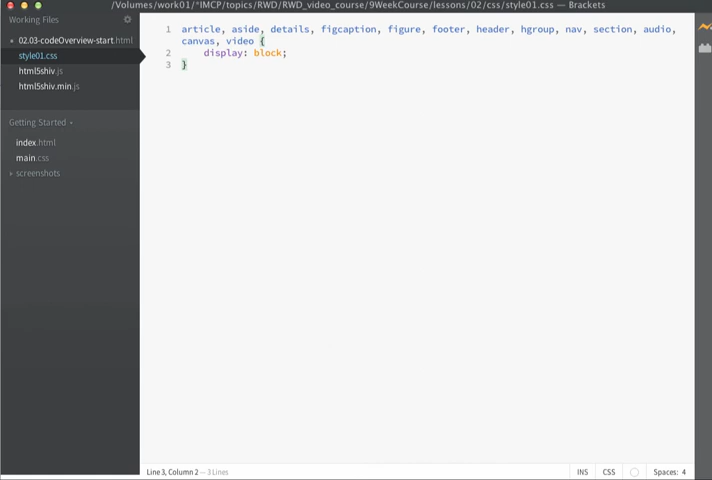 /Volumes/work01/*IMCP/topics/RWD/RWD_video_course/9WeekCourse/lessons/02/css/style01.css — Brackets
Working Files
02.03-codeOverview-start.html
style01.css
html5shiv.js
html5shiv.min.js
Getting Started
index.html
main.css
screenshots
1 article, aside, details, figcaption, figure, footer, header, hgroup, nav, section, audio,
canvas, video {
2 display: block;
3 }
Line 3, Column 2 — 3 Lines
INS CSS Spaces: 4